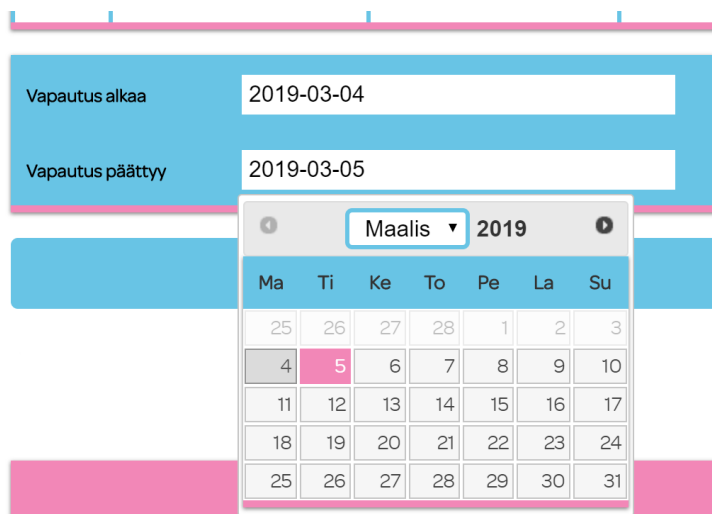 Vapautus alkaa 2019-03-04
Vapautus päättyy 2019-03-05
Maalis 2019
Ma Ti Ke To Pe La Su
25 26 27 28 1 2 3
4 5 6 7 8 9 10
11 12 13 14 15 16 17
18 19 20 21 22 23 24
25 26 27 28 29 30 31